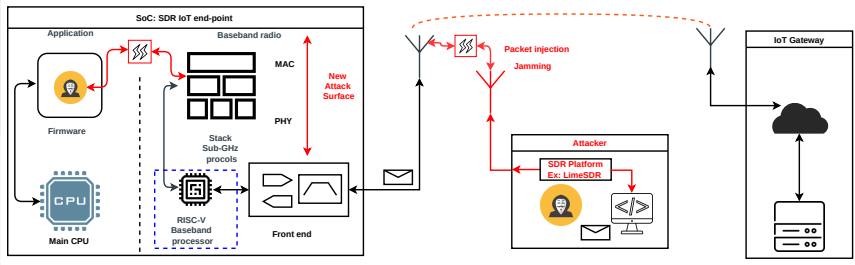 SoC: SDR IoT end-point
Application
Baseband radio
MAC
New
Attack
Surface
PHY
Firmware
Stack
Sub-GHz
procols
CPU
Main CPU
RISC-V
Baseband
processor
Front end
Packet injection
Jamming
Attacker
SDR Platform
Ex: LimeSDR
</>
IoT Gateway